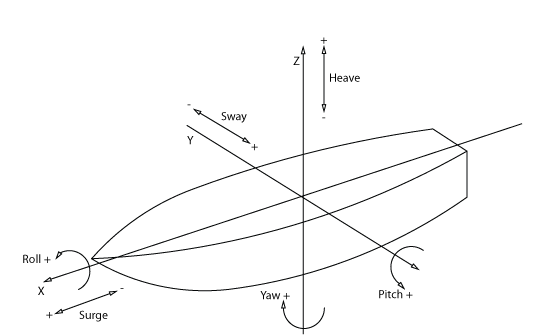 +
Z
Heave
-
-
Sway
+
Y
Roll +
X
-
+
Surge
Yaw +
Pitch +